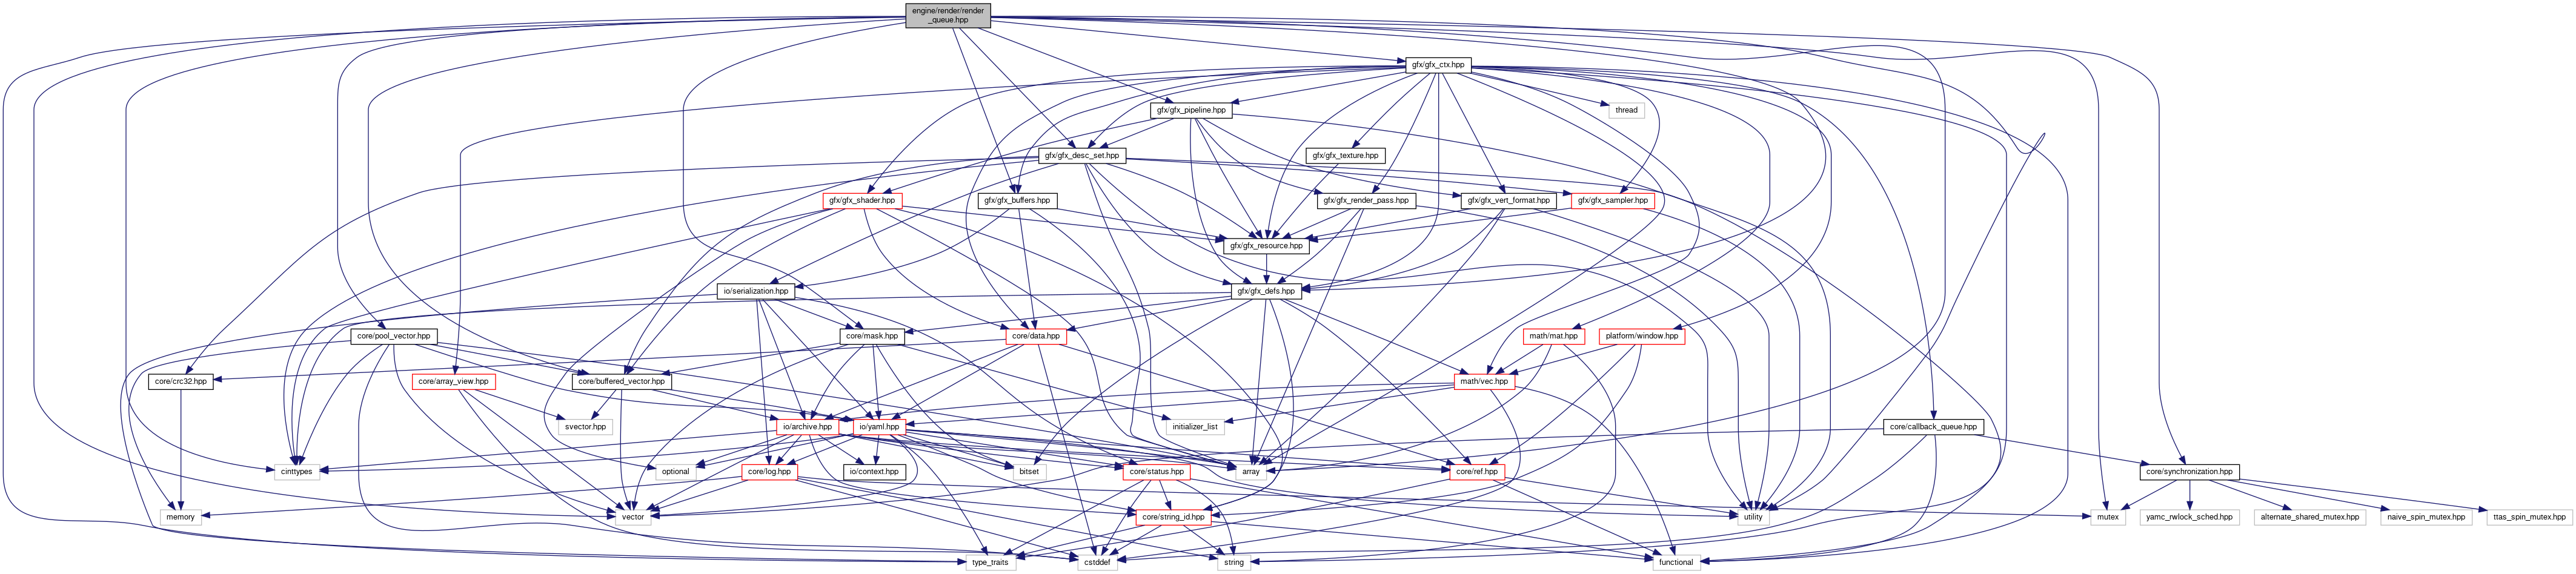 engine/render/render
_queue.hpp
gfx/gfx_ctx.hpp
gfx/gfx_pipeline.hpp
thread
gfx/gfx_desc_set.hpp
gfx/gfx_texture.hpp
gfx/gfx_shader.hpp
gfx/gfx_buffers.hpp
gfx/gfx_render_pass.hpp
gfx/gfx_vert_format.hpp
gfx/gfx_sampler.hpp
gfx/gfx_resource.hpp
io/serialization.hpp
gfx/gfx_defs.hpp
core/pool_vector.hpp
core/mask.hpp
core/data.hpp
math/mat.hpp
platform/window.hpp
core/crc32.hpp
core/array_view.hpp
core/buffered_vector.hpp
math/vec.hpp
svector.hpp
io/archive.hpp
io/yaml.hpp
initializer_list
core/callback_queue.hpp
cinttypes
optional
core/log.hpp
io/context.hpp
bitset
core/status.hpp
array
core/ref.hpp
core/synchronization.hpp
memory
vector
core/string_id.hpp
utility
mutex
yamc_rwlock_sched.hpp
alternate_shared_mutex.hpp
naive_spin_mutex.hpp
ttas_spin_mutex.hpp
type_traits
cstddef
string
functional